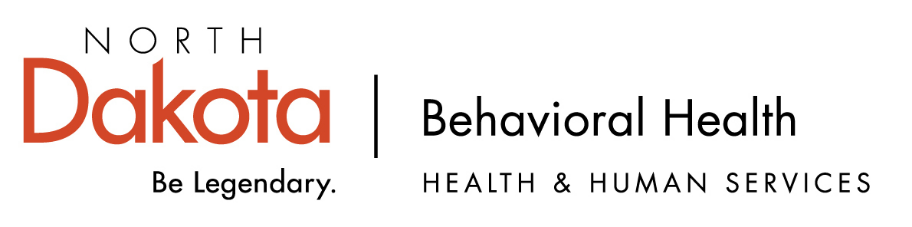 NORTH
Dakota
Be Legendary.
Behavioral Health
HEALTH & HUMAN SERVICES